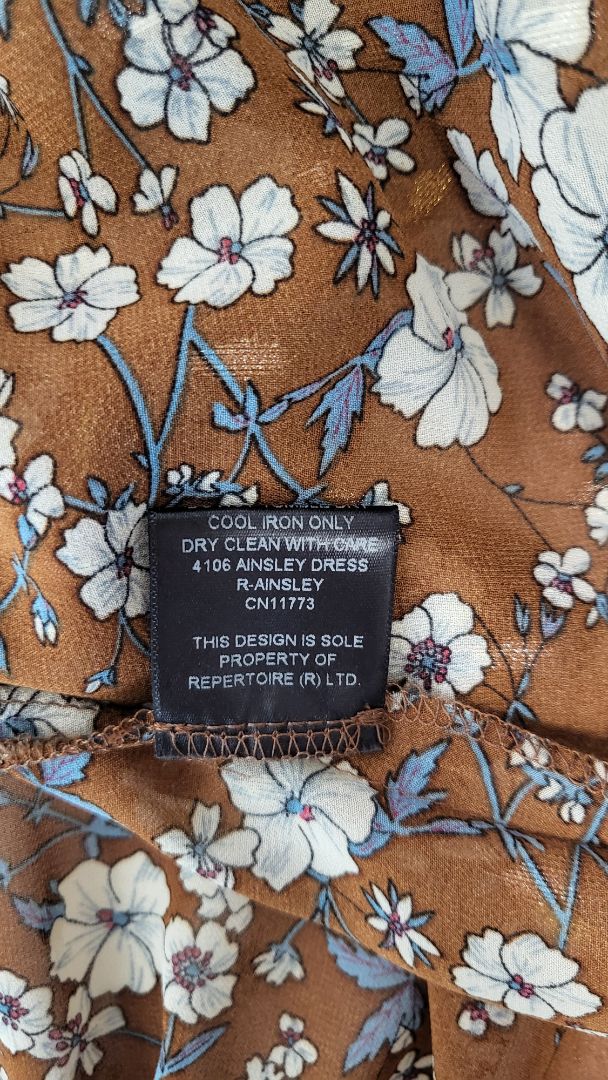 COOL IRON ONLY
DRY CLEAN WITH CARE
4106 AINSLEY DRESS
R-AINSLEY
CN11773
THIS DESIGN IS SOLE
PROPERTY OF
REPERTOIRE (R) LTD.